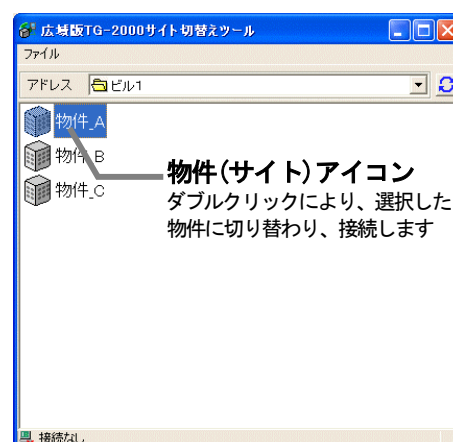 広域版TG-2000サイト切替えツール
ファイル
アドレス ビル1
物件_A
物件_B
物件_C
物件(サイト)アイコン
ダブルクリックにより、選択した
物件に切り替わり、接続します
接続なし